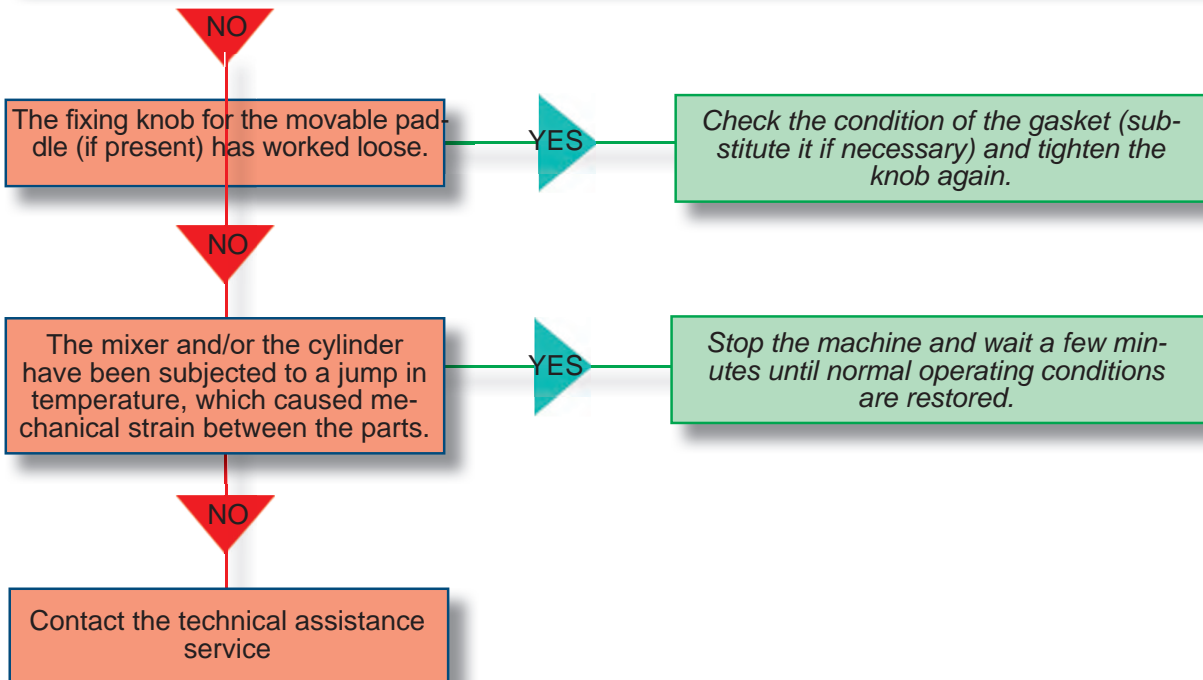 NO
The fixing knob for the movable pad-
dle (if present) has worked loose.
YES
Check the condition of the gasket (sub-
stitute it if necessary) and tighten the
knob again.
NO
The mixer and/or the cylinder
have been subjected to a jump in
temperature, which caused me-
chanical strain between the parts.
YES
Stop the machine and wait a few min-
utes until normal operating conditions
are restored.
NO
Contact the technical assistance
service